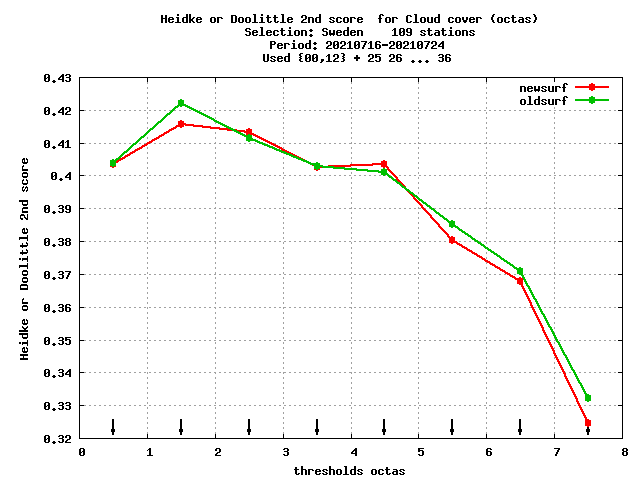 Heidke or Doolittle 2nd score  for Cloud cover (octas)
Selection: Sweden    109 stations
Period: 20210716-20210724
Used {00,12} + 25 26 ... 36
newsurf
oldsurf
Heidke or Doolittle 2nd score
0.43
0.42
0.41
0.4
0.39
0.38
0.37
0.36
0.35
0.34
0.33
0.32
0 1 2 3 4 5 6 7 8
thresholds octas